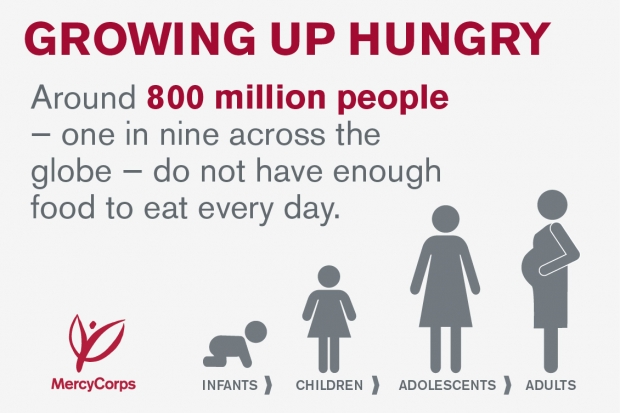 GROWING UP HUNGRY
Around 800 million people
– one in nine across the
globe – do not have enough
food to eat every day.
MercyCorps
INFANTS ⟩ CHILDREN ⟩ ADOLESCENTS ⟩ ADULTS